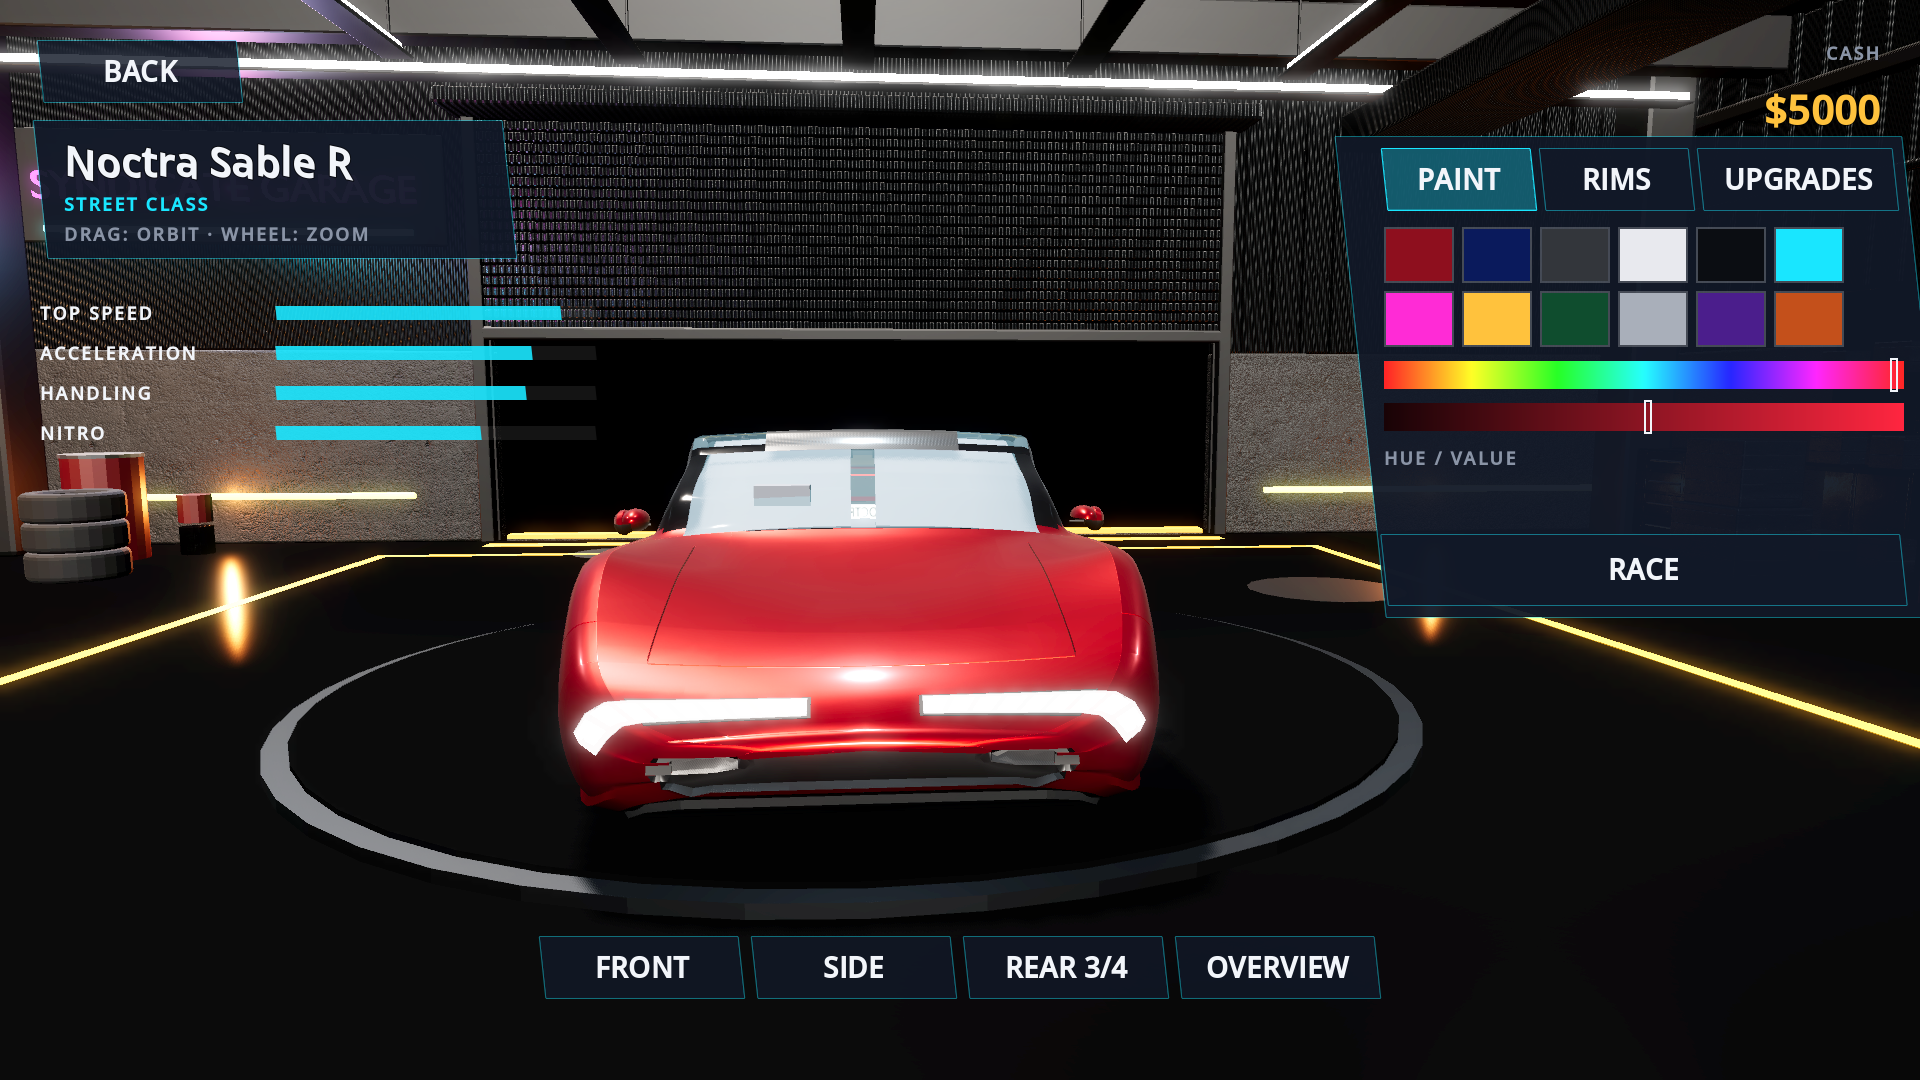 BACK
CASH
$5000
Noctra Sable R
STREET CLASS
DRAG: ORBIT · WHEEL: ZOOM
PAINT
RIMS
UPGRADES
TOP SPEED
ACCELERATION
HANDLING
NITRO
HUE / VALUE
RACE
FRONT
SIDE
REAR 3/4
OVERVIEW